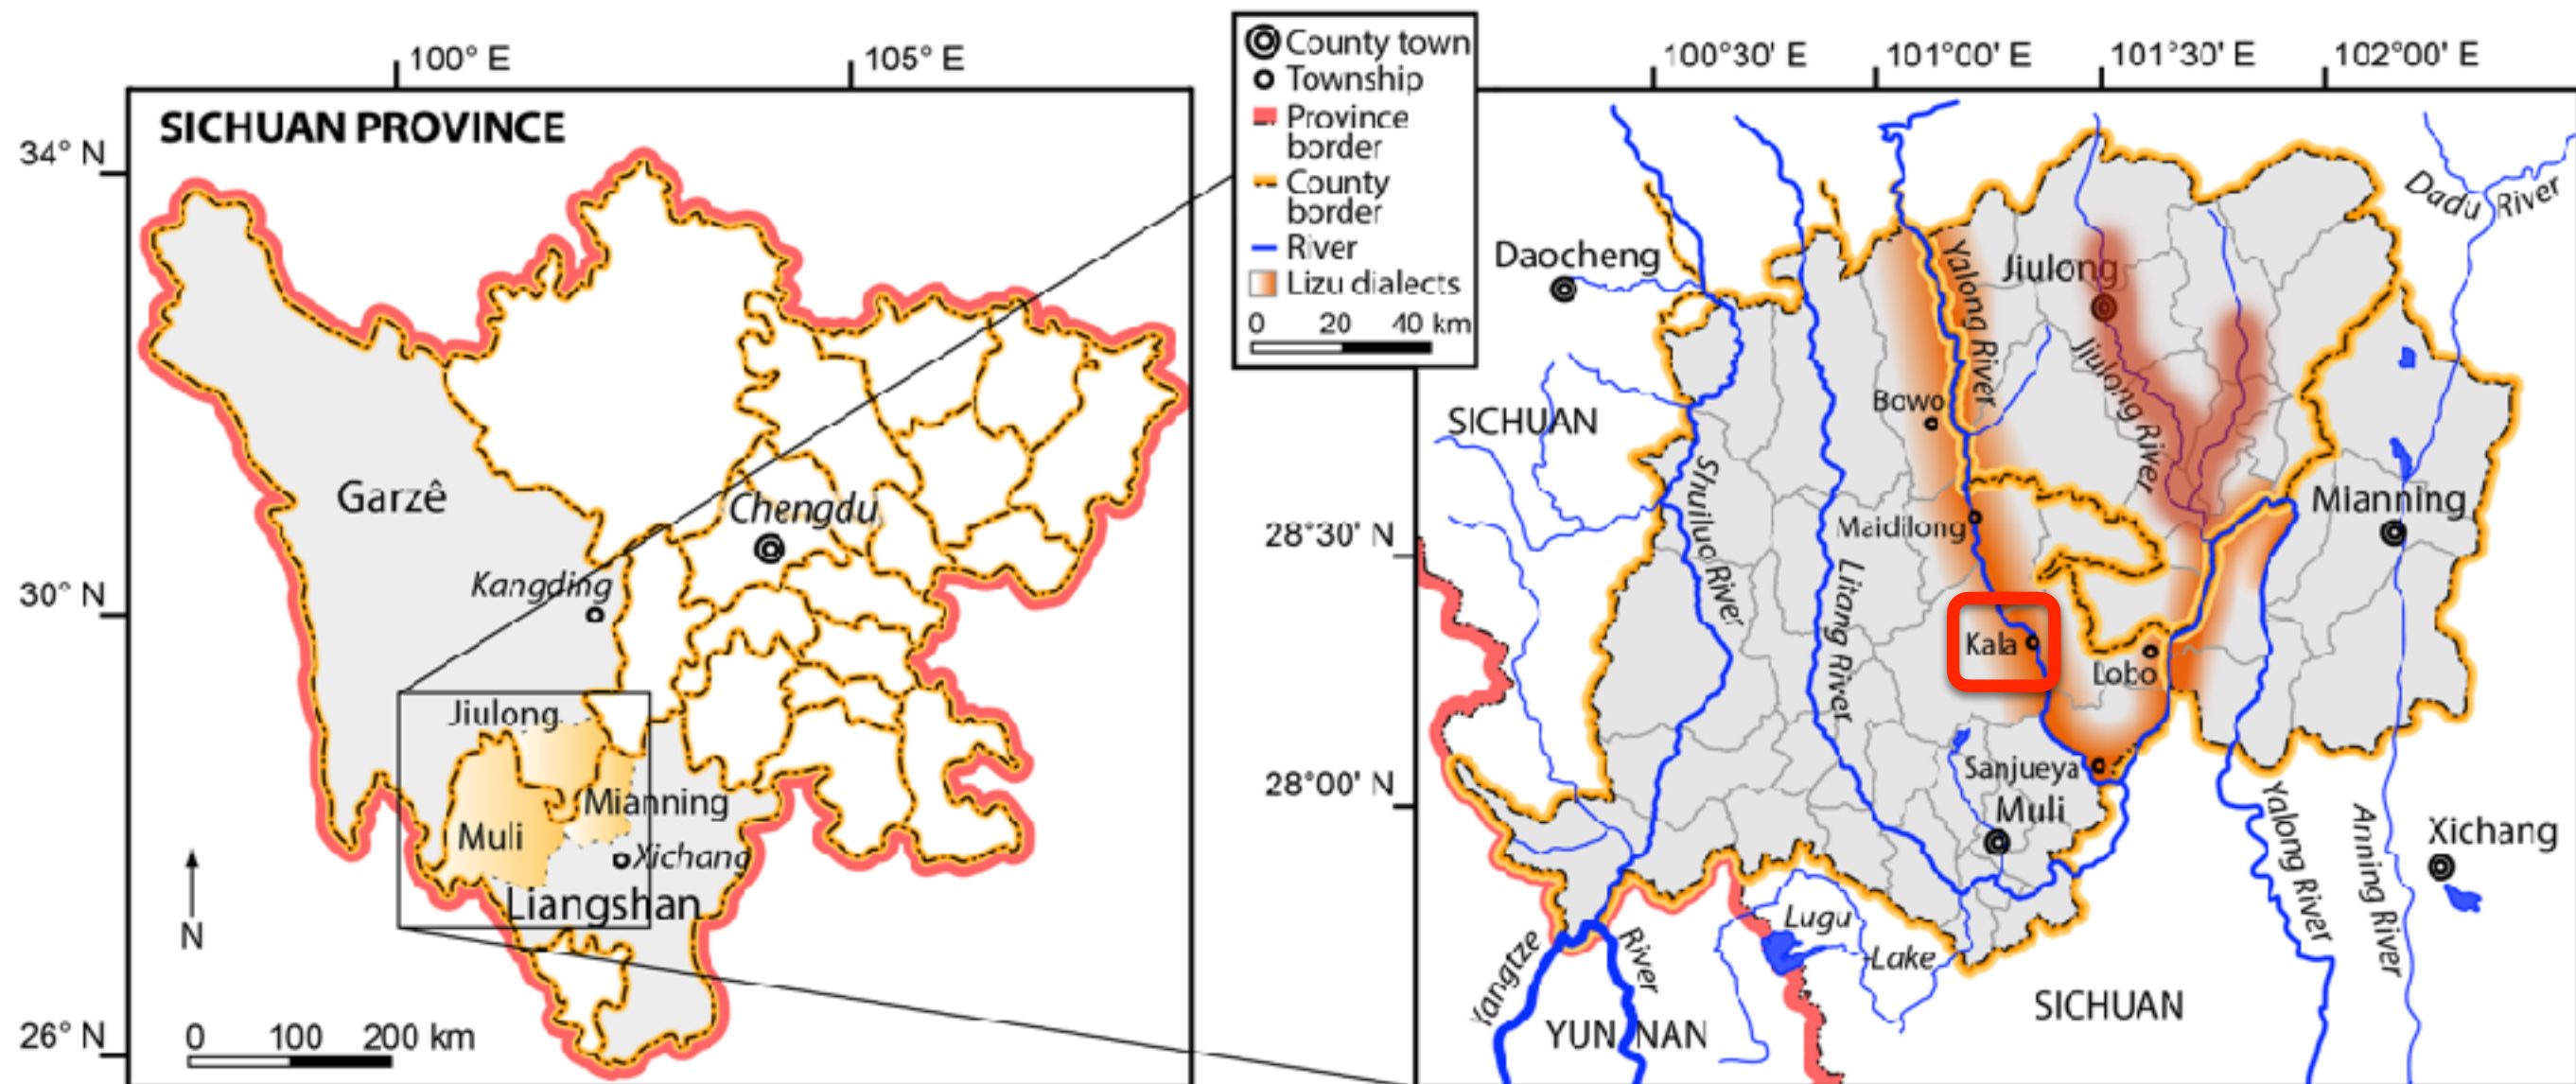 100° E
105° E
SICHUAN PROVINCE
34° N
30° N
26° N
Garzê
Chengdu
Kangding
Jiulong
Mianning
Muli
Xichang
Liangshan
N
0 100 200 km
County town
Township
Province
border
County
border
River
Lizu dialects
0 20 40 km
100°30' E
101°00' E
101°30' E
102°00' E
28°30' N
28°00' N
Daocheng
Yalong River
Jiulong
Dadu River
Jiulong River
Bowo
SICHUAN
Shuiluo River
Mianning
Maidilong
Litang River
Kala
Lobo
Sanjueya
Muli
Yalong River
Anning River
Xichang
Lugu
Lake
Yangtze
River
YUNNAN
SICHUAN